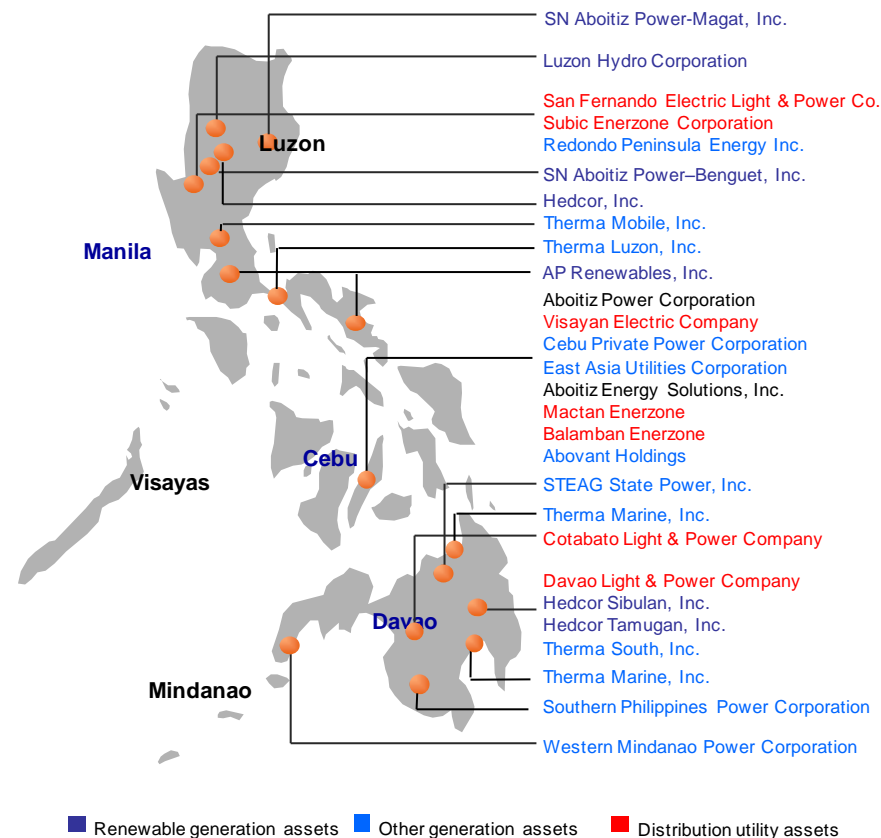 SN Aboitiz Power-Magat, Inc.
Luzon Hydro Corporation
San Fernando Electric Light & Power Co.
Subic Enerzone Corporation
Luzon
Redondo Peninsula Energy Inc.
SN Aboitiz Power–Benguet, Inc.
Hedcor, Inc.
Therma Mobile, Inc.
Manila
Therma Luzon, Inc.
AP Renewables, Inc.
Aboitiz Power Corporation
Visayan Electric Company
Cebu Private Power Corporation
East Asia Utilities Corporation
Aboitiz Energy Solutions, Inc.
Mactan Enerzone
Balamban Enerzone
Cebu
Abovant Holdings
Visayas
STEAG State Power, Inc.
Therma Marine, Inc.
Cotabato Light & Power Company
Davao Light & Power Company
Hedcor Sibulan, Inc.
Davao
Hedcor Tamugan, Inc.
Therma South, Inc.
Therma Marine, Inc.
Mindanao
Southern Philippines Power Corporation
Western Mindanao Power Corporation
Renewable generation assets
Other generation assets
Distribution utility assets